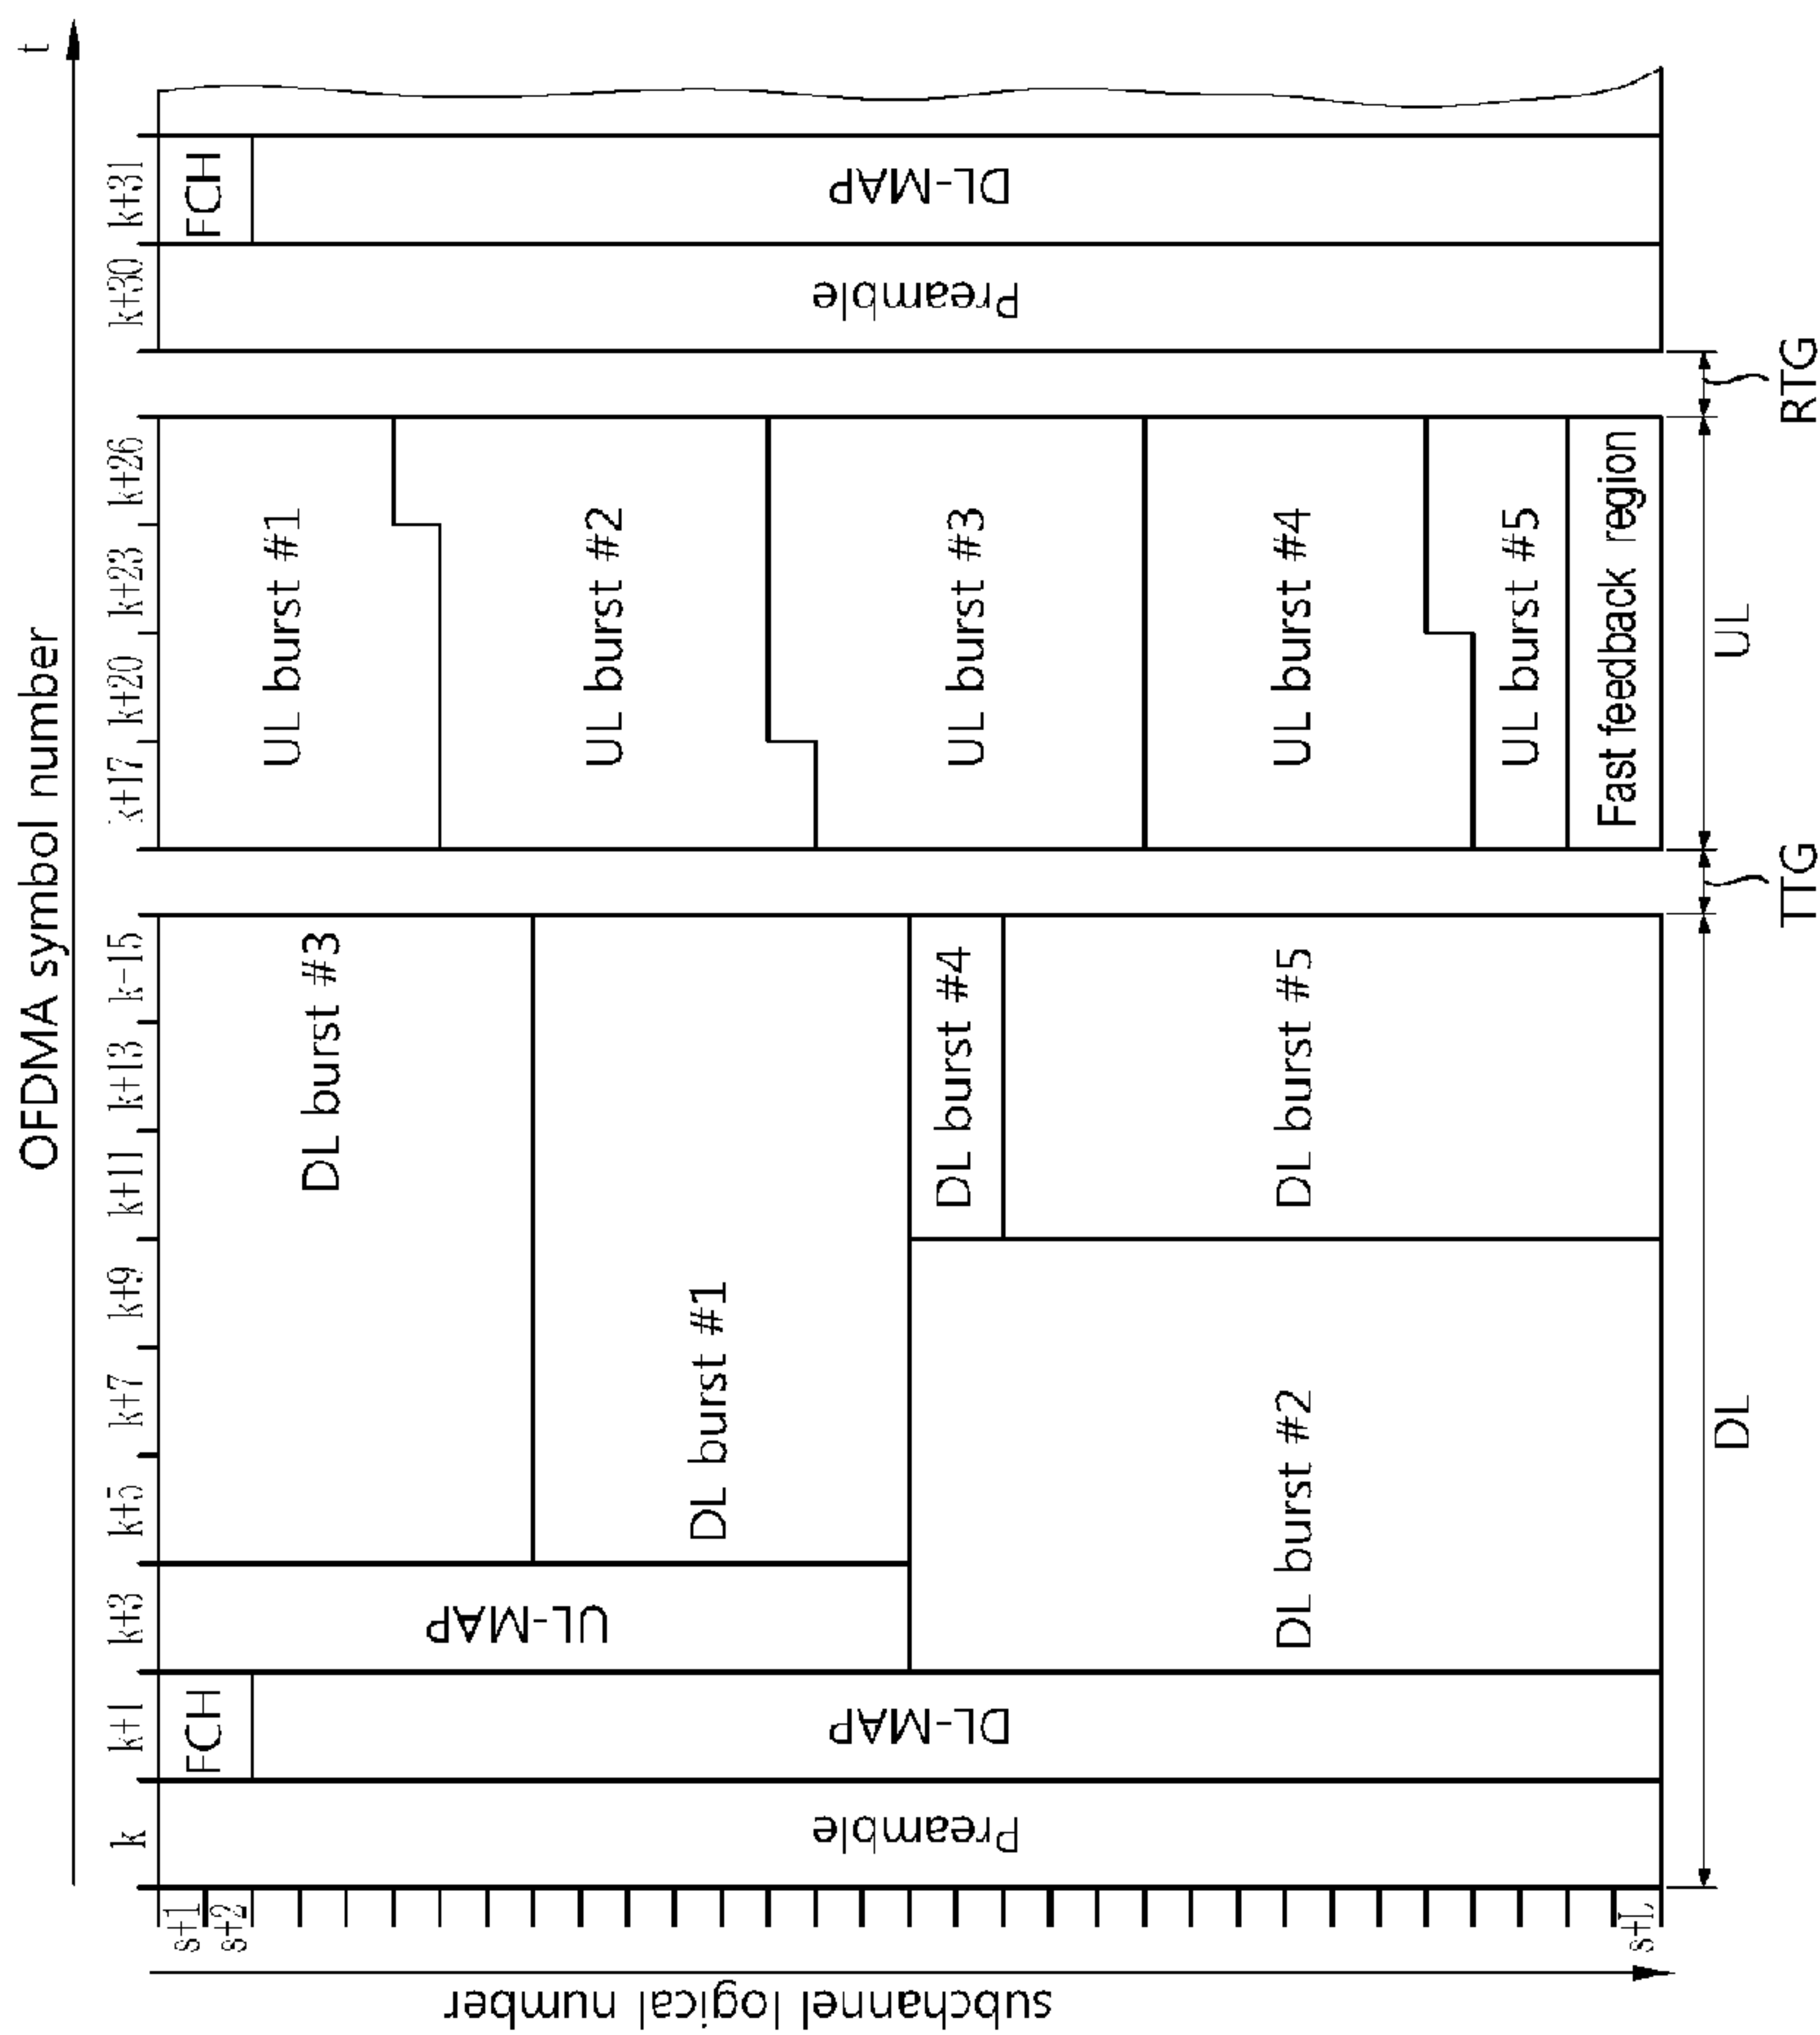 OFDMA symbol number
t
k
k+1
k+3
k+5
k+7
k+9
k+11
k+13
k-15
k+17
k+20
k+23
k+26
k+30
k+31
subchannel logical number
s+1
s+2
s+L
Preamble
FCH
DL-MAP
UL-MAP
DL burst #3
DL burst #1
DL burst #2
DL burst #4
DL burst #5
UL burst #1
UL burst #2
UL burst #3
UL burst #4
UL burst #5
Fast feedback region
Preamble
FCH
DL-MAP
DL
TTG
UL
RTG